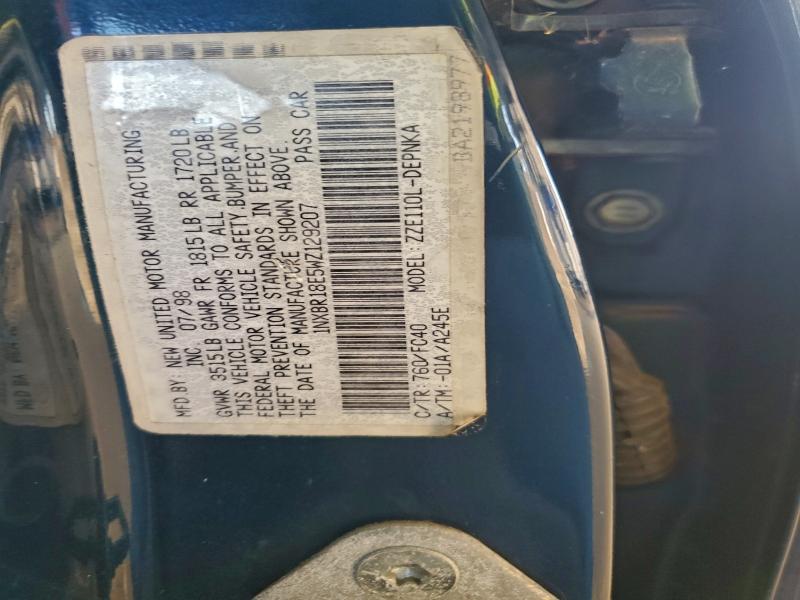 MFD.BY: NEW UNITED MOTOR MANUFACTURING
INC. 07/98
GVWR 3515LB GAWR FR 1815LB RR 1720LB
THIS VEHICLE CONFORMS TO ALL APPLICABLE
FEDERAL MOTOR VEHICLE SAFETY,BUMPER AND
THEFT PREVENTION STANDARDS IN EFFECT ON
THE DATE OF MANUFACTURE SHOWN ABOVE.
1NXBR18E5WZ129207 PASS CAR
C/TR:760/FC40 MODEL:ZZE110L-DEPNKA
A/TM:-01A/A245E